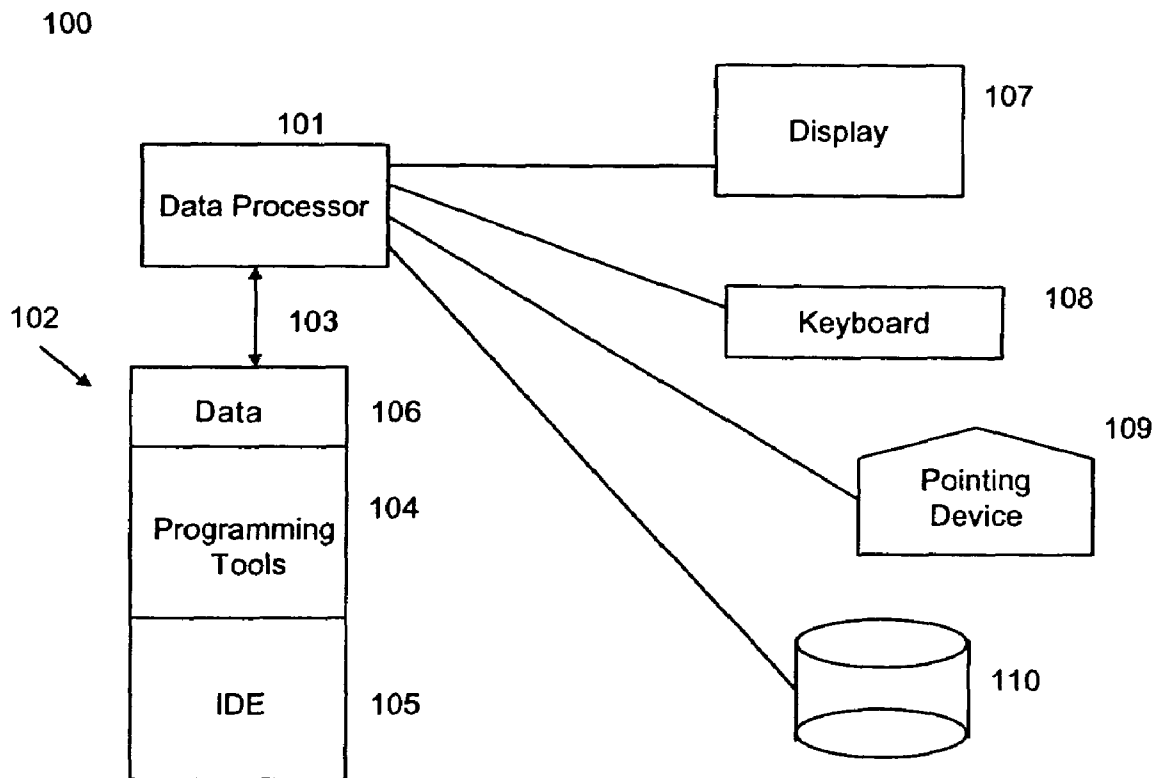 100
101
Data Processor
107
Display
103
102
108
Keyboard
Data
106
109
Pointing
Device
104
Programming
Tools
110
IDE
105